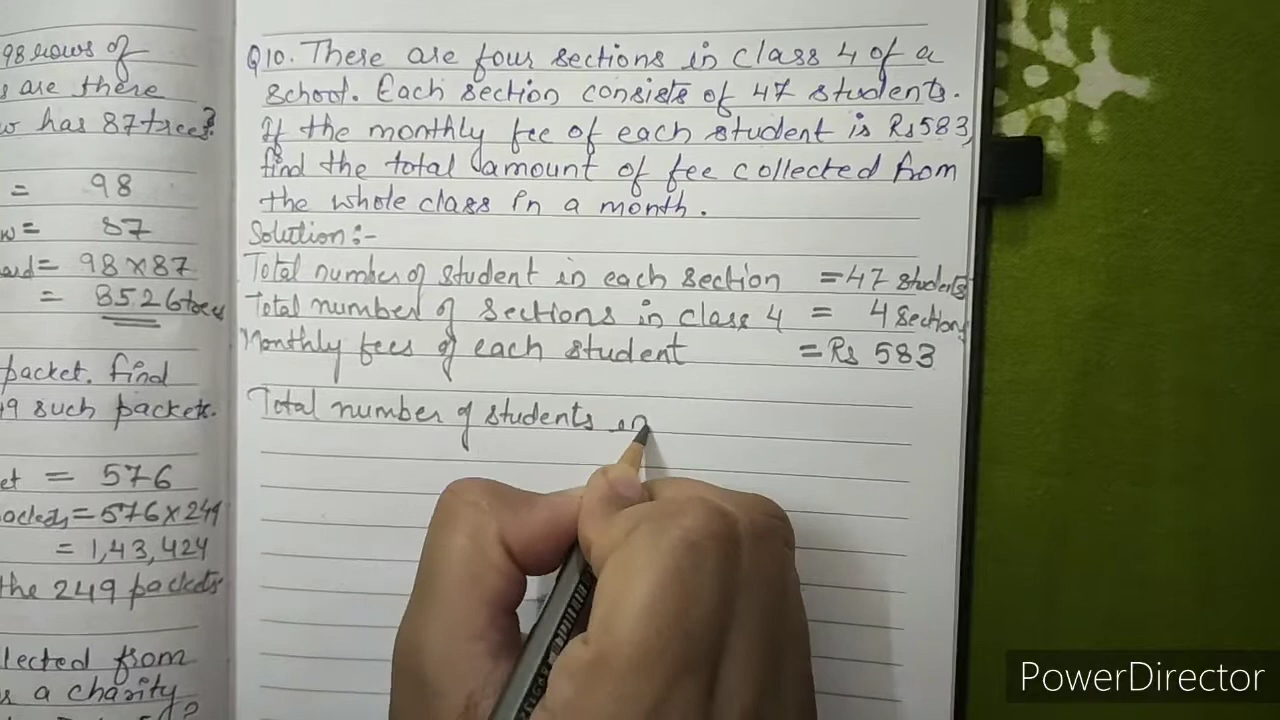 98 rows of
s are there
w has 87 trees?
= 98
w = 87
ard = 98×87
= 8526 trees
packet. find
49 such packets.
et = 576
ackets = 576×249
= 1,43,424
the 249 packets
lected from
a charity
Q10. There are four sections in class 4 of a
school. Each section consists of 47 students.
If the monthly fee of each student is Rs 583,
find the total amount of fee collected from
the whole class in a month.
Solution :-
Total number of student in each section = 47 students
Total number of sections in class 4 = 4 sections
Monthly fees of each student = Rs 583
Total number of students in
PowerDirector